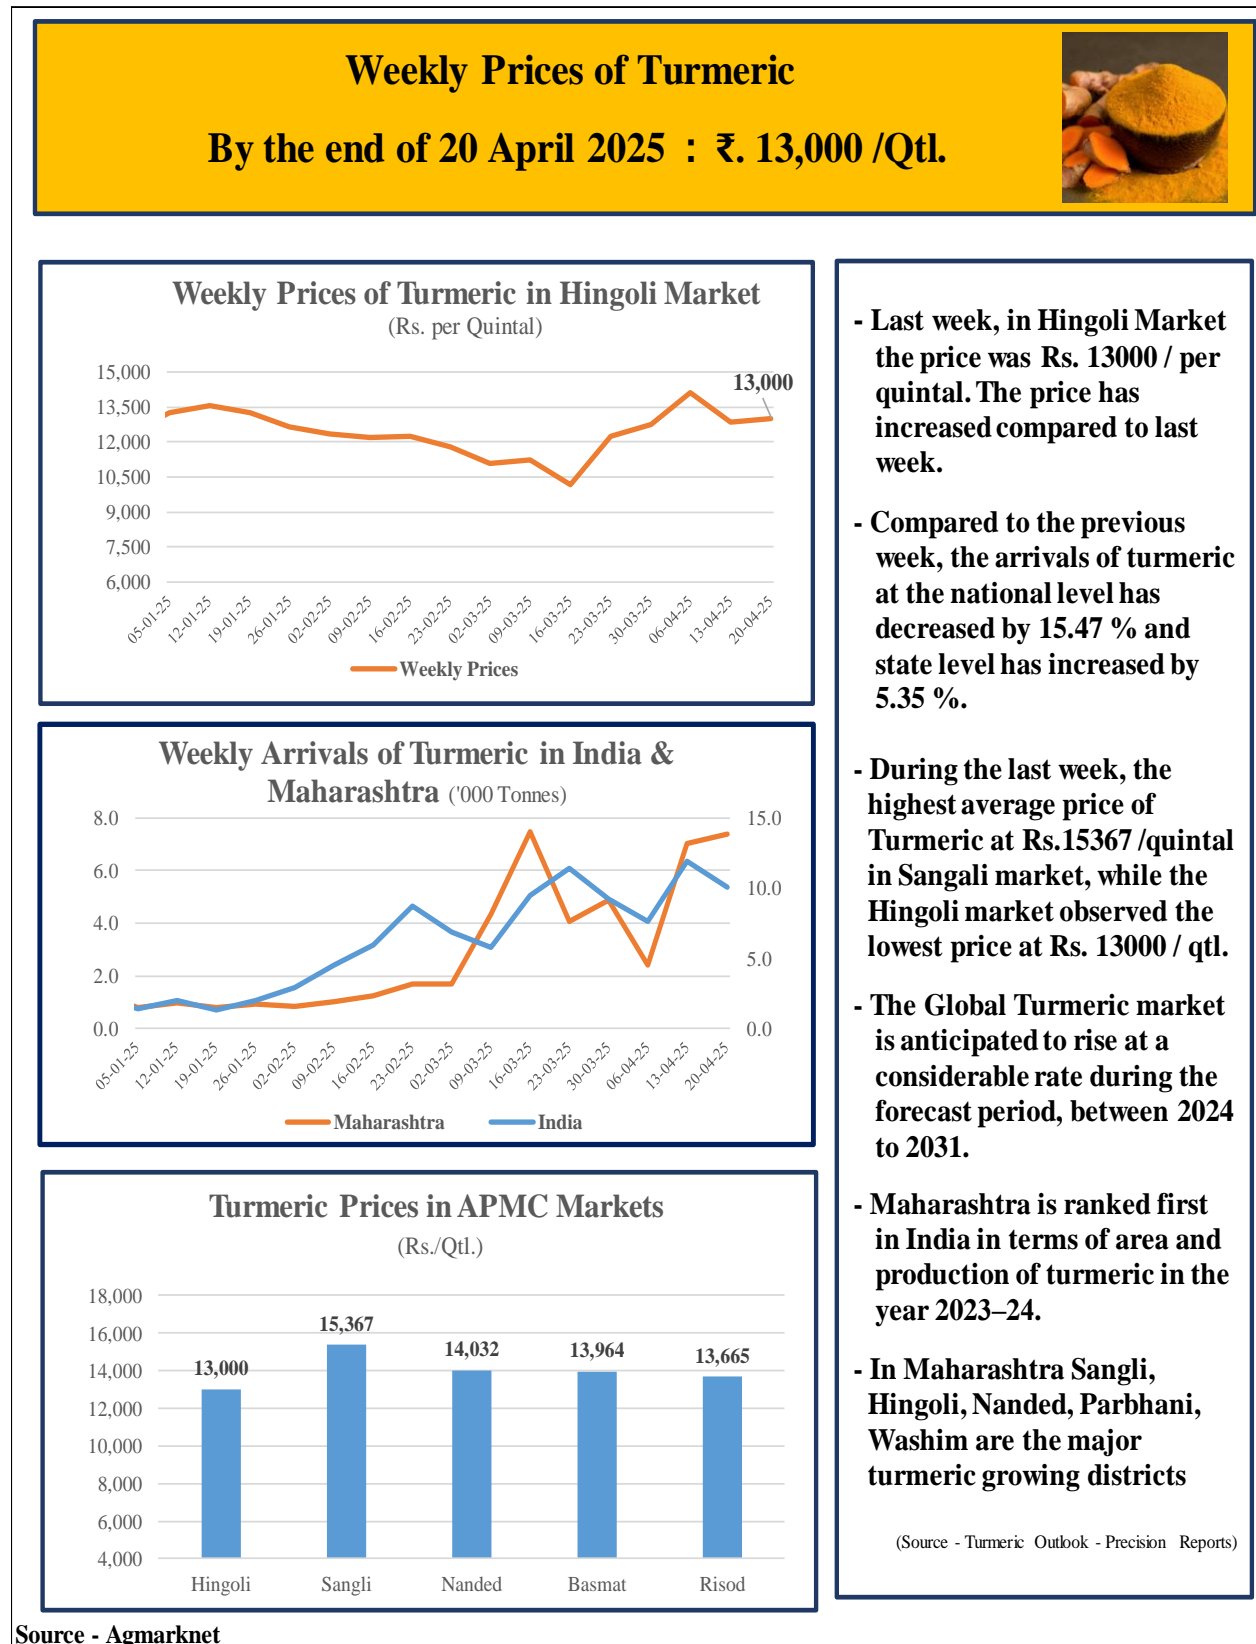 Weekly Prices of Turmeric
By the end of 20 April 2025 : ₹. 13,000 /Qtl.
Weekly Prices of Turmeric in Hingoli Market
(Rs. per Quintal)
15,000
13,500
12,000
10,500
9,000
7,500
6,000
13,000
05-01-25
12-01-25
19-01-25
26-01-25
02-02-25
09-02-25
16-02-25
23-02-25
02-03-25
09-03-25
16-03-25
23-03-25
30-03-25
06-04-25
13-04-25
20-04-25
Weekly Prices
Weekly Arrivals of Turmeric in India &
Maharashtra ('000 Tonnes)
8.0
6.0
4.0
2.0
0.0
15.0
10.0
5.0
0.0
05-01-25
12-01-25
19-01-25
26-01-25
02-02-25
09-02-25
16-02-25
23-02-25
02-03-25
09-03-25
16-03-25
23-03-25
30-03-25
06-04-25
13-04-25
20-04-25
Maharashtra
India
Turmeric Prices in APMC Markets
(Rs./Qtl.)
18,000
16,000
14,000
12,000
10,000
8,000
6,000
4,000
13,000
15,367
14,032
13,964
13,665
Hingoli
Sangli
Nanded
Basmat
Risod
- Last week, in Hingoli Market
the price was Rs. 13000 / per
quintal. The price has
increased compared to last
week.
- Compared to the previous
week, the arrivals of turmeric
at the national level has
decreased by 15.47 % and
state level has increased by
5.35 %.
- During the last week, the
highest average price of
Turmeric at Rs.15367 /quintal
in Sangali market, while the
Hingoli market observed the
lowest price at Rs. 13000 / qtl.
- The Global Turmeric market
is anticipated to rise at a
considerable rate during the
forecast period, between 2024
to 2031.
- Maharashtra is ranked first
in India in terms of area and
production of turmeric in the
year 2023–24.
- In Maharashtra Sangli,
Hingoli, Nanded, Parbhani,
Washim are the major
turmeric growing districts
(Source - Turmeric Outlook - Precision Reports)
Source - Agmarknet